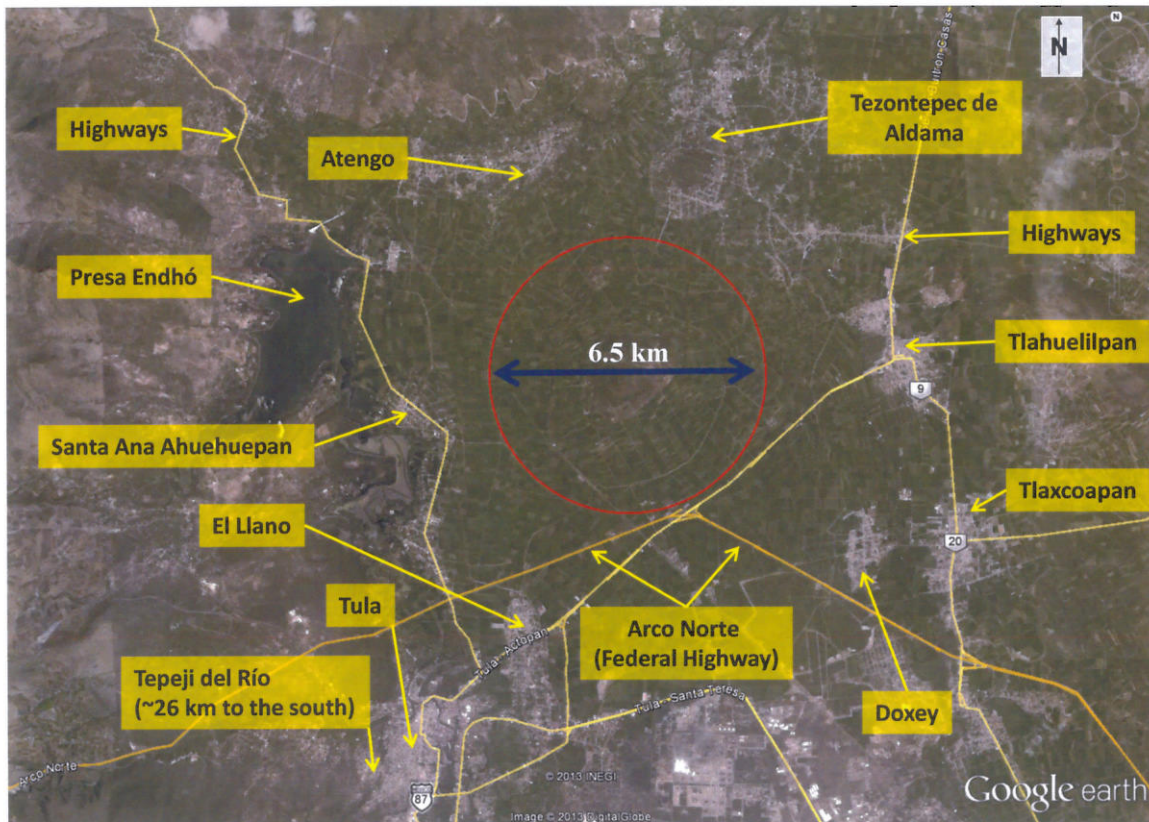 N
N
Buitron Casas
Highways
Tezontepec de
Aldama
Atengo
Highways
Presa Endhó
Tlahuelilpan
6.5 km
9
Santa Ana Ahuehuepan
Tlaxcoapan
El Llano
20
Tula
Arco Norte
(Federal Highway)
Tula - Actopan
Tepeji del Río
(~26 km to the south)
Doxey
Tula - Santa Teresa
Arco Norte
© 2013 INEGI
87
Google earth
Image © 2013 DigitalGlobe